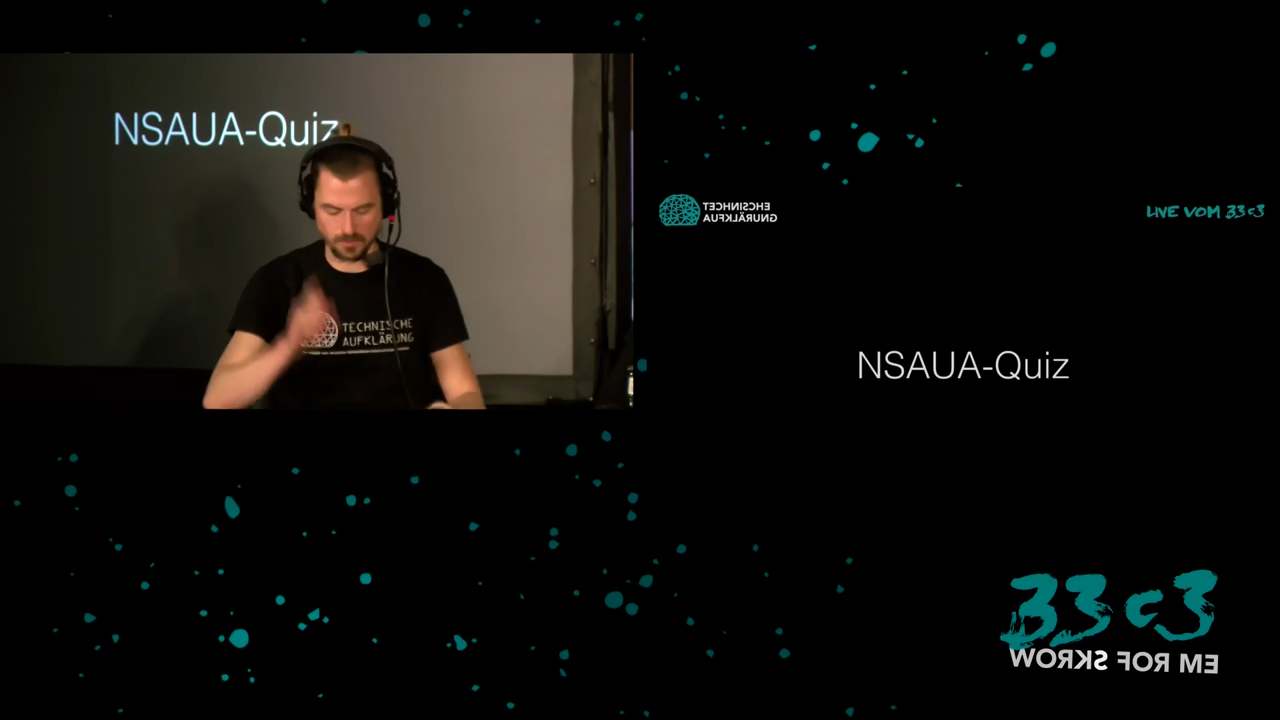 NSAUA-Quiz
TECHNISCHE
AUFKLÄRUNG
TECHNISCHE
AUFKLÄRUNG
LIVE VOM 33c3
NSAUA-Quiz
33c3
WORKS FOR ME